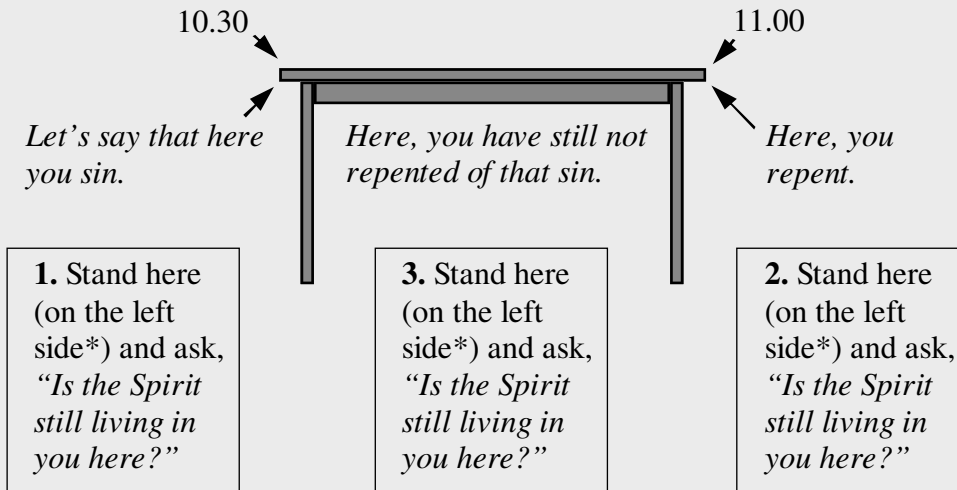 10.30
11.00
Let's say that here
you sin.
Here, you have still not
repented of that sin.
Here, you
repent.
1. Stand here
(on the left
side*) and ask,
“Is the Spirit
still living in
you here?”
3. Stand here
(on the left
side*) and ask,
“Is the Spirit
still living in
you here?”
2. Stand here
(on the left
side*) and ask,
“Is the Spirit
still living in
you here?”